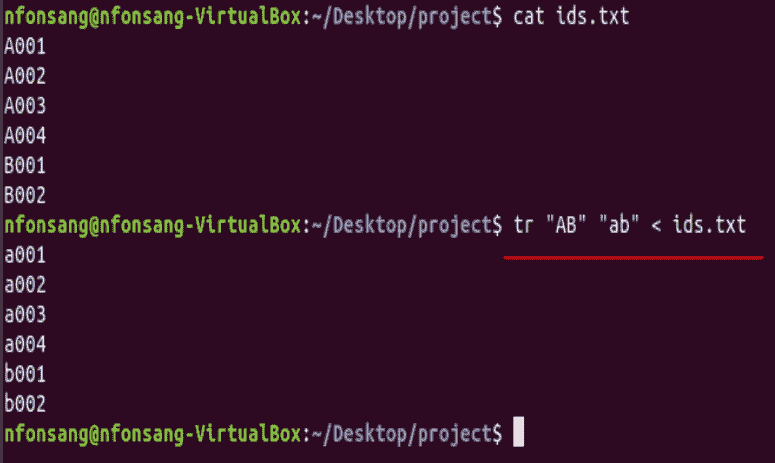 nfonsang@nfonsang-VirtualBox:~/Desktop/project$ cat ids.txt
A001
A002
A003
A004
B001
B002
nfonsang@nfonsang-VirtualBox:~/Desktop/project$ tr "AB" "ab" < ids.txt
a001
a002
a003
a004
b001
b002
nfonsang@nfonsang-VirtualBox:~/Desktop/project$